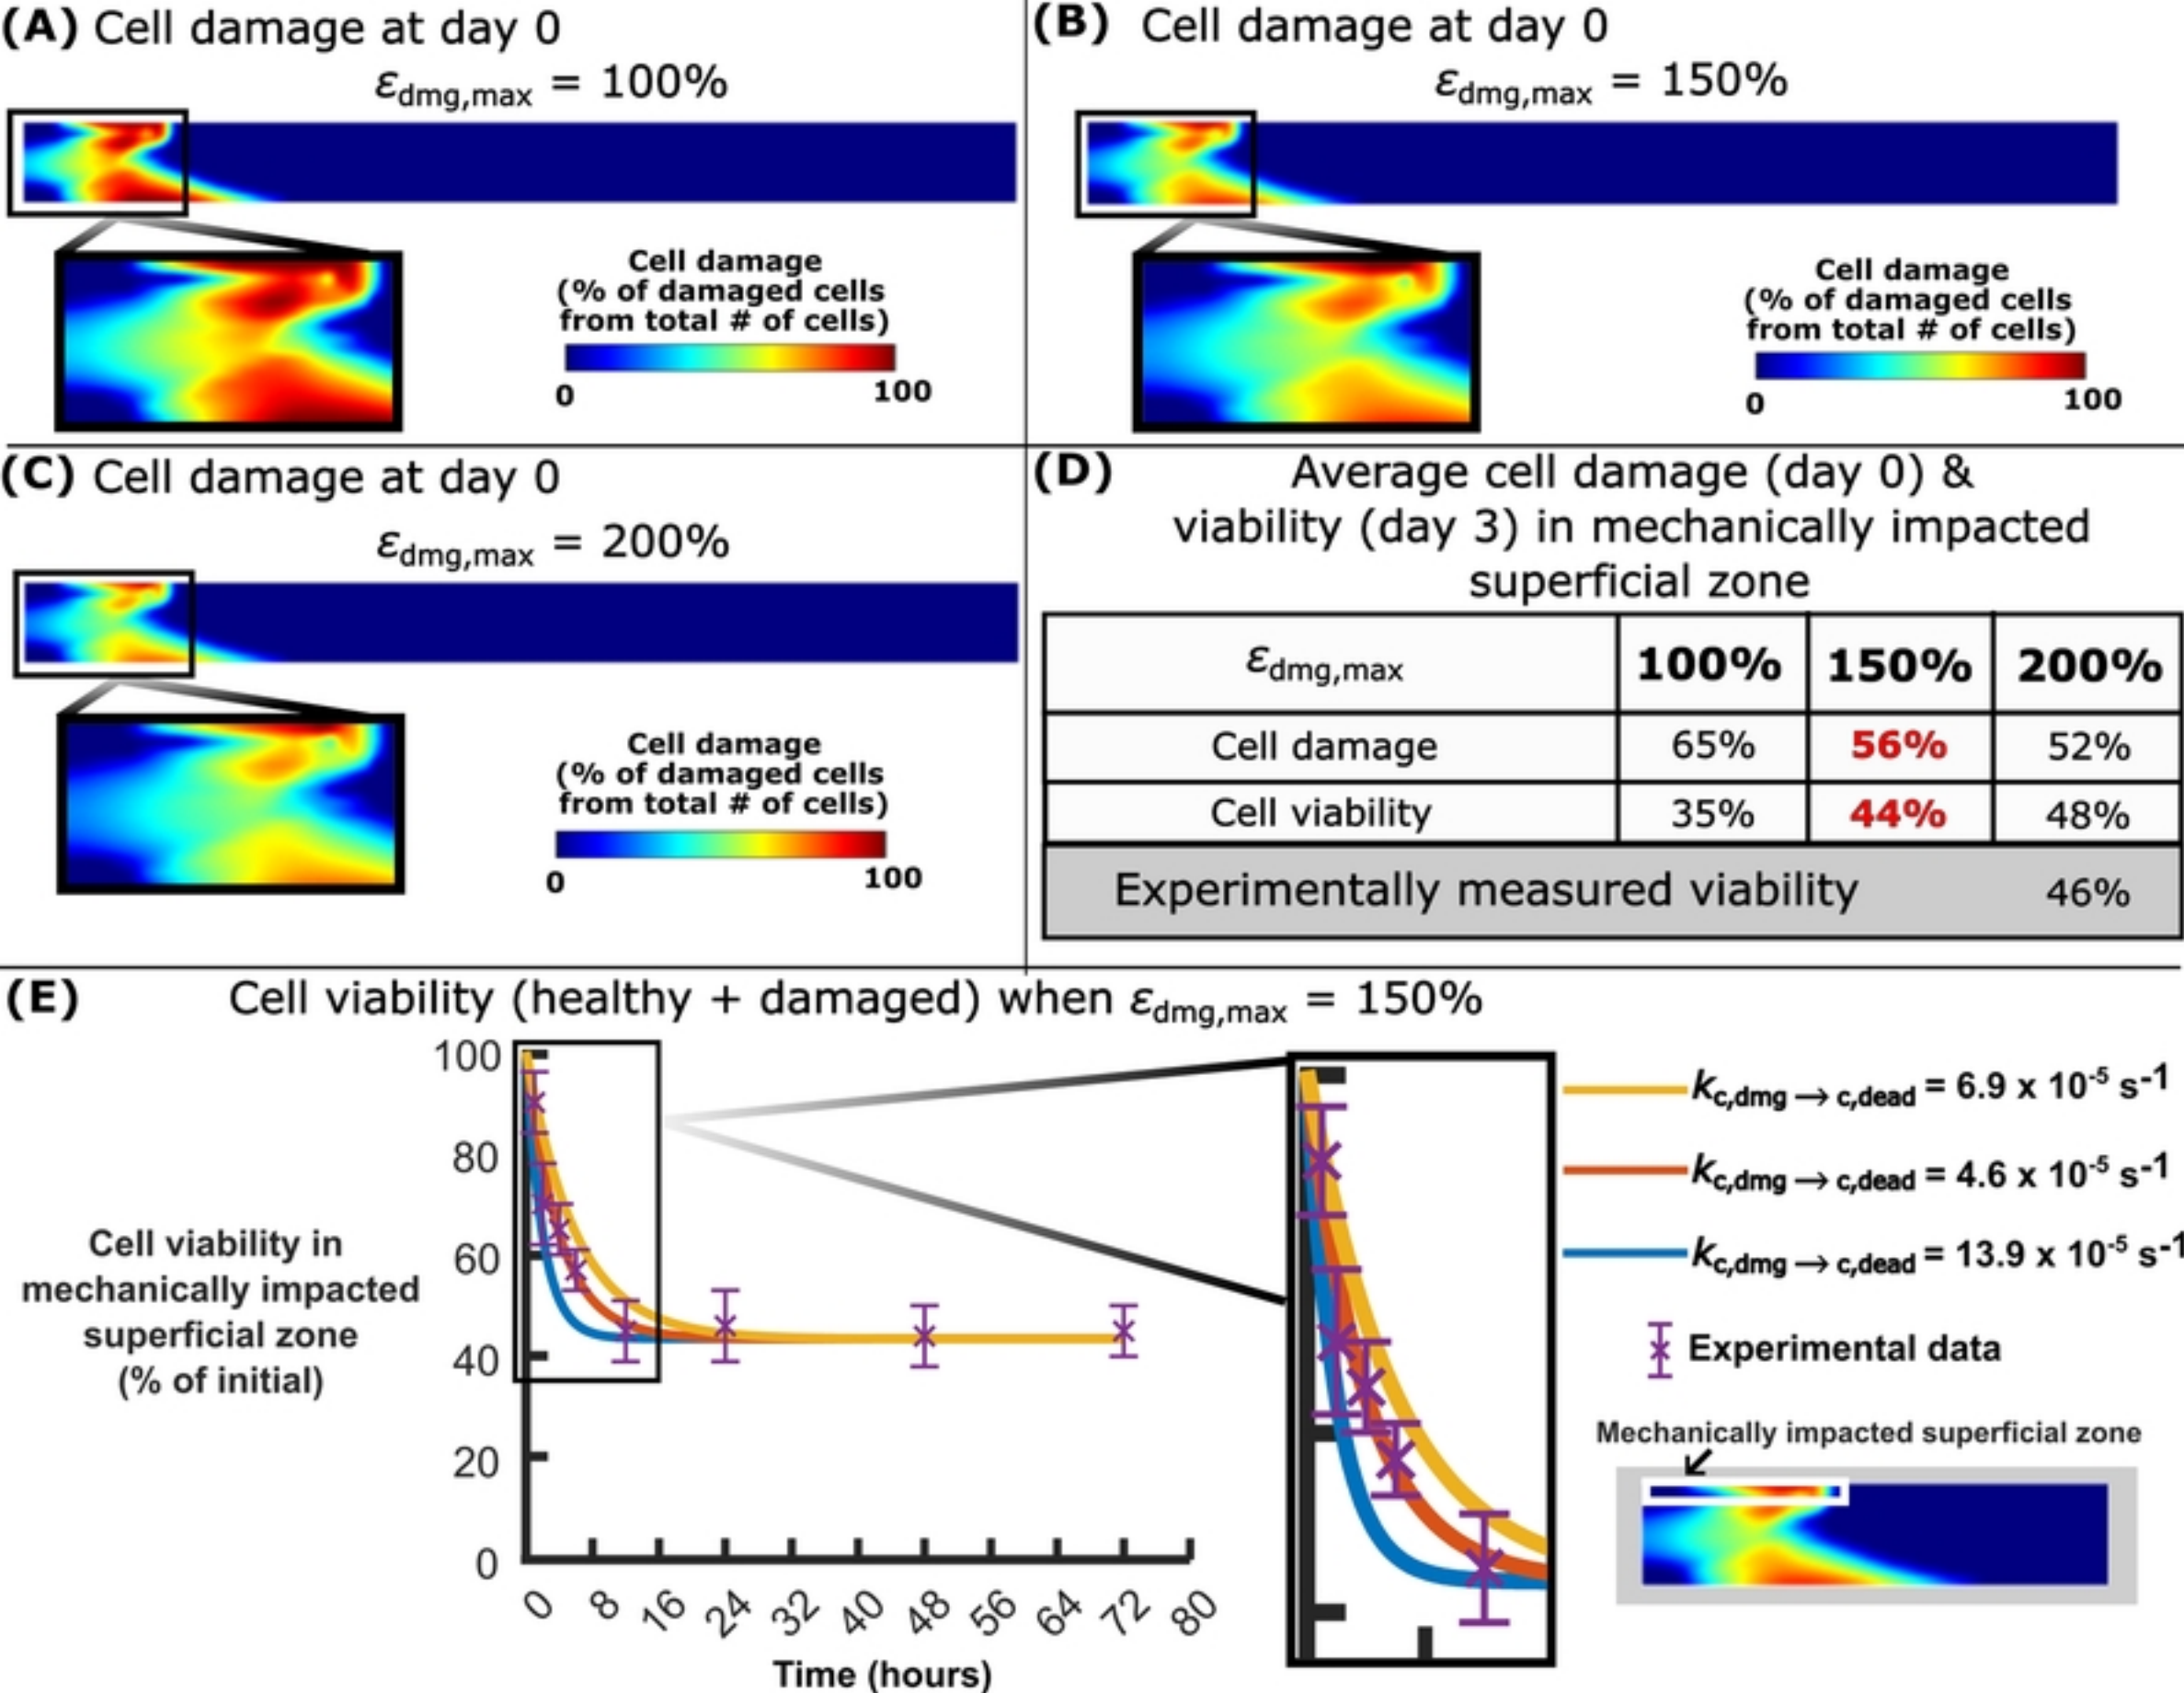 (A) Cell damage at day 0
εdmg,max = 100%
Cell damage
(% of damaged cells
from total # of cells)
0 100
(B) Cell damage at day 0
εdmg,max = 150%
Cell damage
(% of damaged cells
from total # of cells)
0 100
(C) Cell damage at day 0
εdmg,max = 200%
Cell damage
(% of damaged cells
from total # of cells)
0 100
(D) Average cell damage (day 0) &
viability (day 3) in mechanically impacted
superficial zone
εdmg,max 100% 150% 200%
Cell damage 65% 56% 52%
Cell viability 35% 44% 48%
Experimentally measured viability 46%
(E) Cell viability (healthy + damaged) when εdmg,max = 150%
Cell viability in
mechanically impacted
superficial zone
(% of initial)
100
80
60
40
20
0
0 8 16 24 32 40 48 56 64 72 80
Time (hours)
kc,dmg → c,dead = 6.9 x 10-5 s-1
kc,dmg → c,dead = 4.6 x 10-5 s-1
kc,dmg → c,dead = 13.9 x 10-5 s-1
Experimental data
Mechanically impacted superficial zone